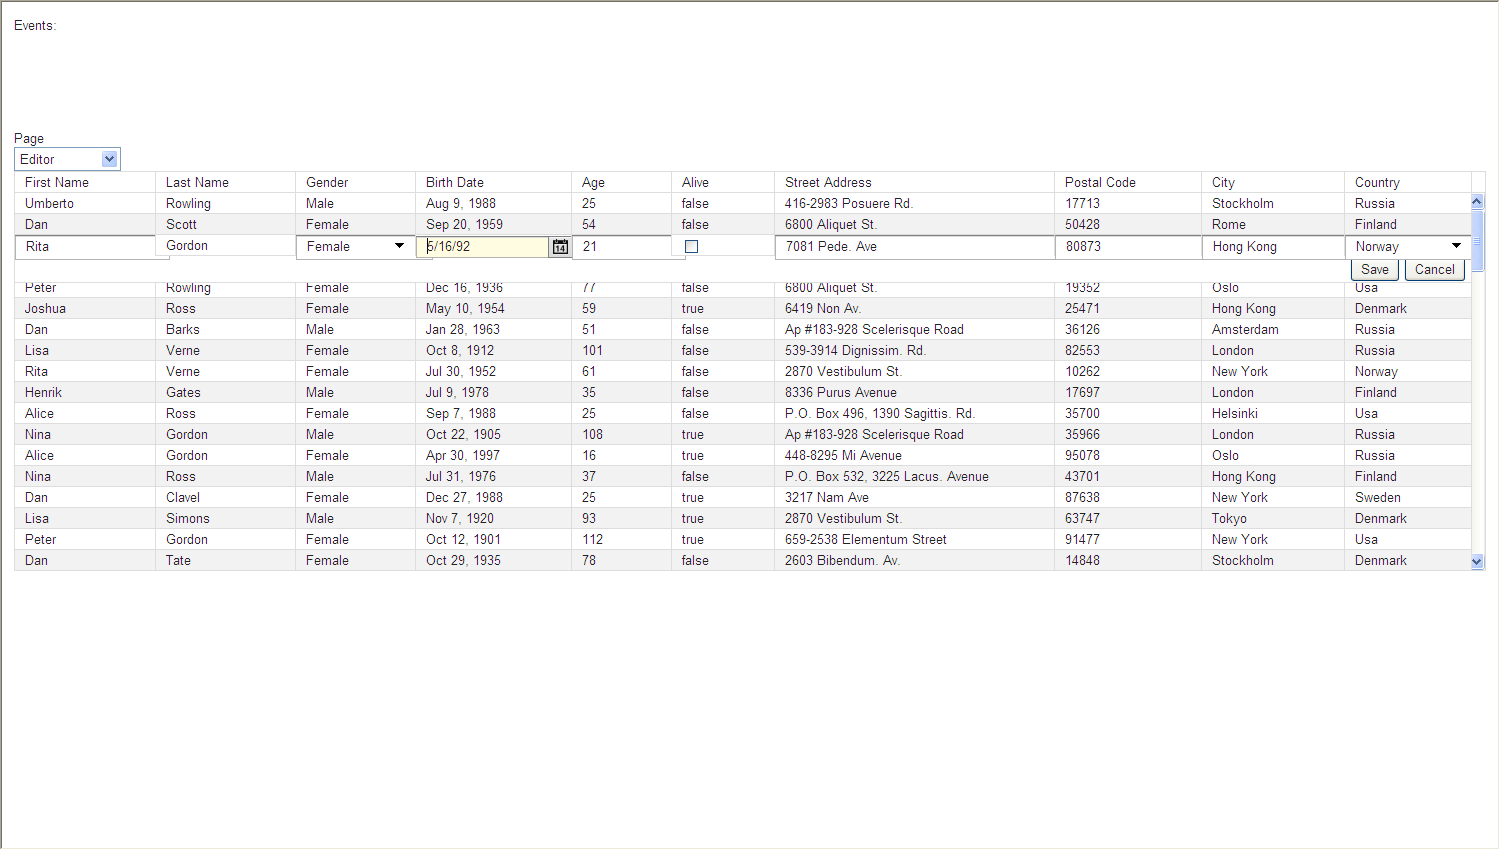 Events:
Page
Editor
First Name Last Name Gender Birth Date Age Alive Street Address Postal Code City Country
Umberto Rowling Male Aug 9, 1988 25 false 416-2983 Posuere Rd. 17713 Stockholm Russia
Dan Scott Female Sep 20, 1959 54 false 6800 Aliquet St. 50428 Rome Finland
Rita Gordon Female 5/16/92 14 21 7081 Pede. Ave 80873 Hong Kong Norway
Save Cancel
Peter Rowling Female Dec 16, 1936 77 false 6800 Aliquet St. 19352 Oslo Usa
Joshua Ross Female May 10, 1954 59 true 6419 Non Av. 25471 Hong Kong Denmark
Dan Barks Male Jan 28, 1963 51 false Ap #183-928 Scelerisque Road 36126 Amsterdam Russia
Lisa Verne Female Oct 8, 1912 101 false 539-3914 Dignissim. Rd. 82553 London Russia
Rita Verne Female Jul 30, 1952 61 false 2870 Vestibulum St. 10262 New York Norway
Henrik Gates Male Jul 9, 1978 35 false 8336 Purus Avenue 17697 London Finland
Alice Ross Female Sep 7, 1988 25 false P.O. Box 496, 1390 Sagittis. Rd. 35700 Helsinki Usa
Nina Gordon Male Oct 22, 1905 108 true Ap #183-928 Scelerisque Road 35966 London Russia
Alice Gordon Female Apr 30, 1997 16 true 448-8295 Mi Avenue 95078 Oslo Russia
Nina Ross Male Jul 31, 1976 37 false P.O. Box 532, 3225 Lacus. Avenue 43701 Hong Kong Finland
Dan Clavel Female Dec 27, 1988 25 true 3217 Nam Ave 87638 New York Sweden
Lisa Simons Male Nov 7, 1920 93 true 2870 Vestibulum St. 63747 Tokyo Denmark
Peter Gordon Female Oct 12, 1901 112 true 659-2538 Elementum Street 91477 New York Usa
Dan Tate Female Oct 29, 1935 78 false 2603 Bibendum. Av. 14848 Stockholm Denmark